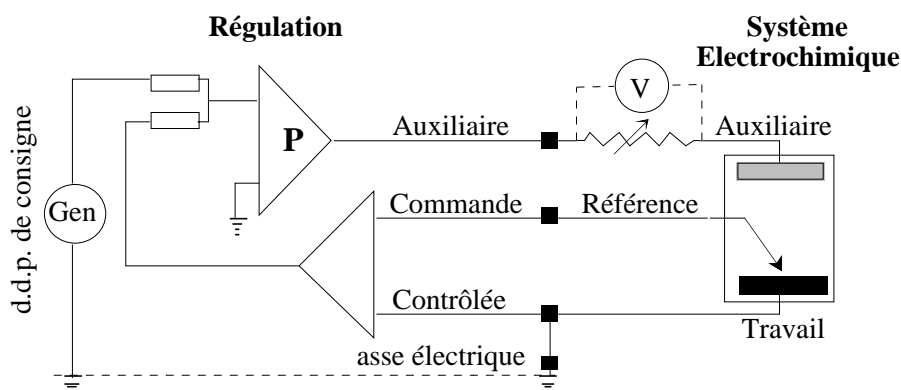 Régulation
Système
Electrochimique
V
Auxiliaire
Auxiliaire
P
Commande
Référence
Gen
d.d.p. de consigne
Contrôlée
Travail
asse électrique